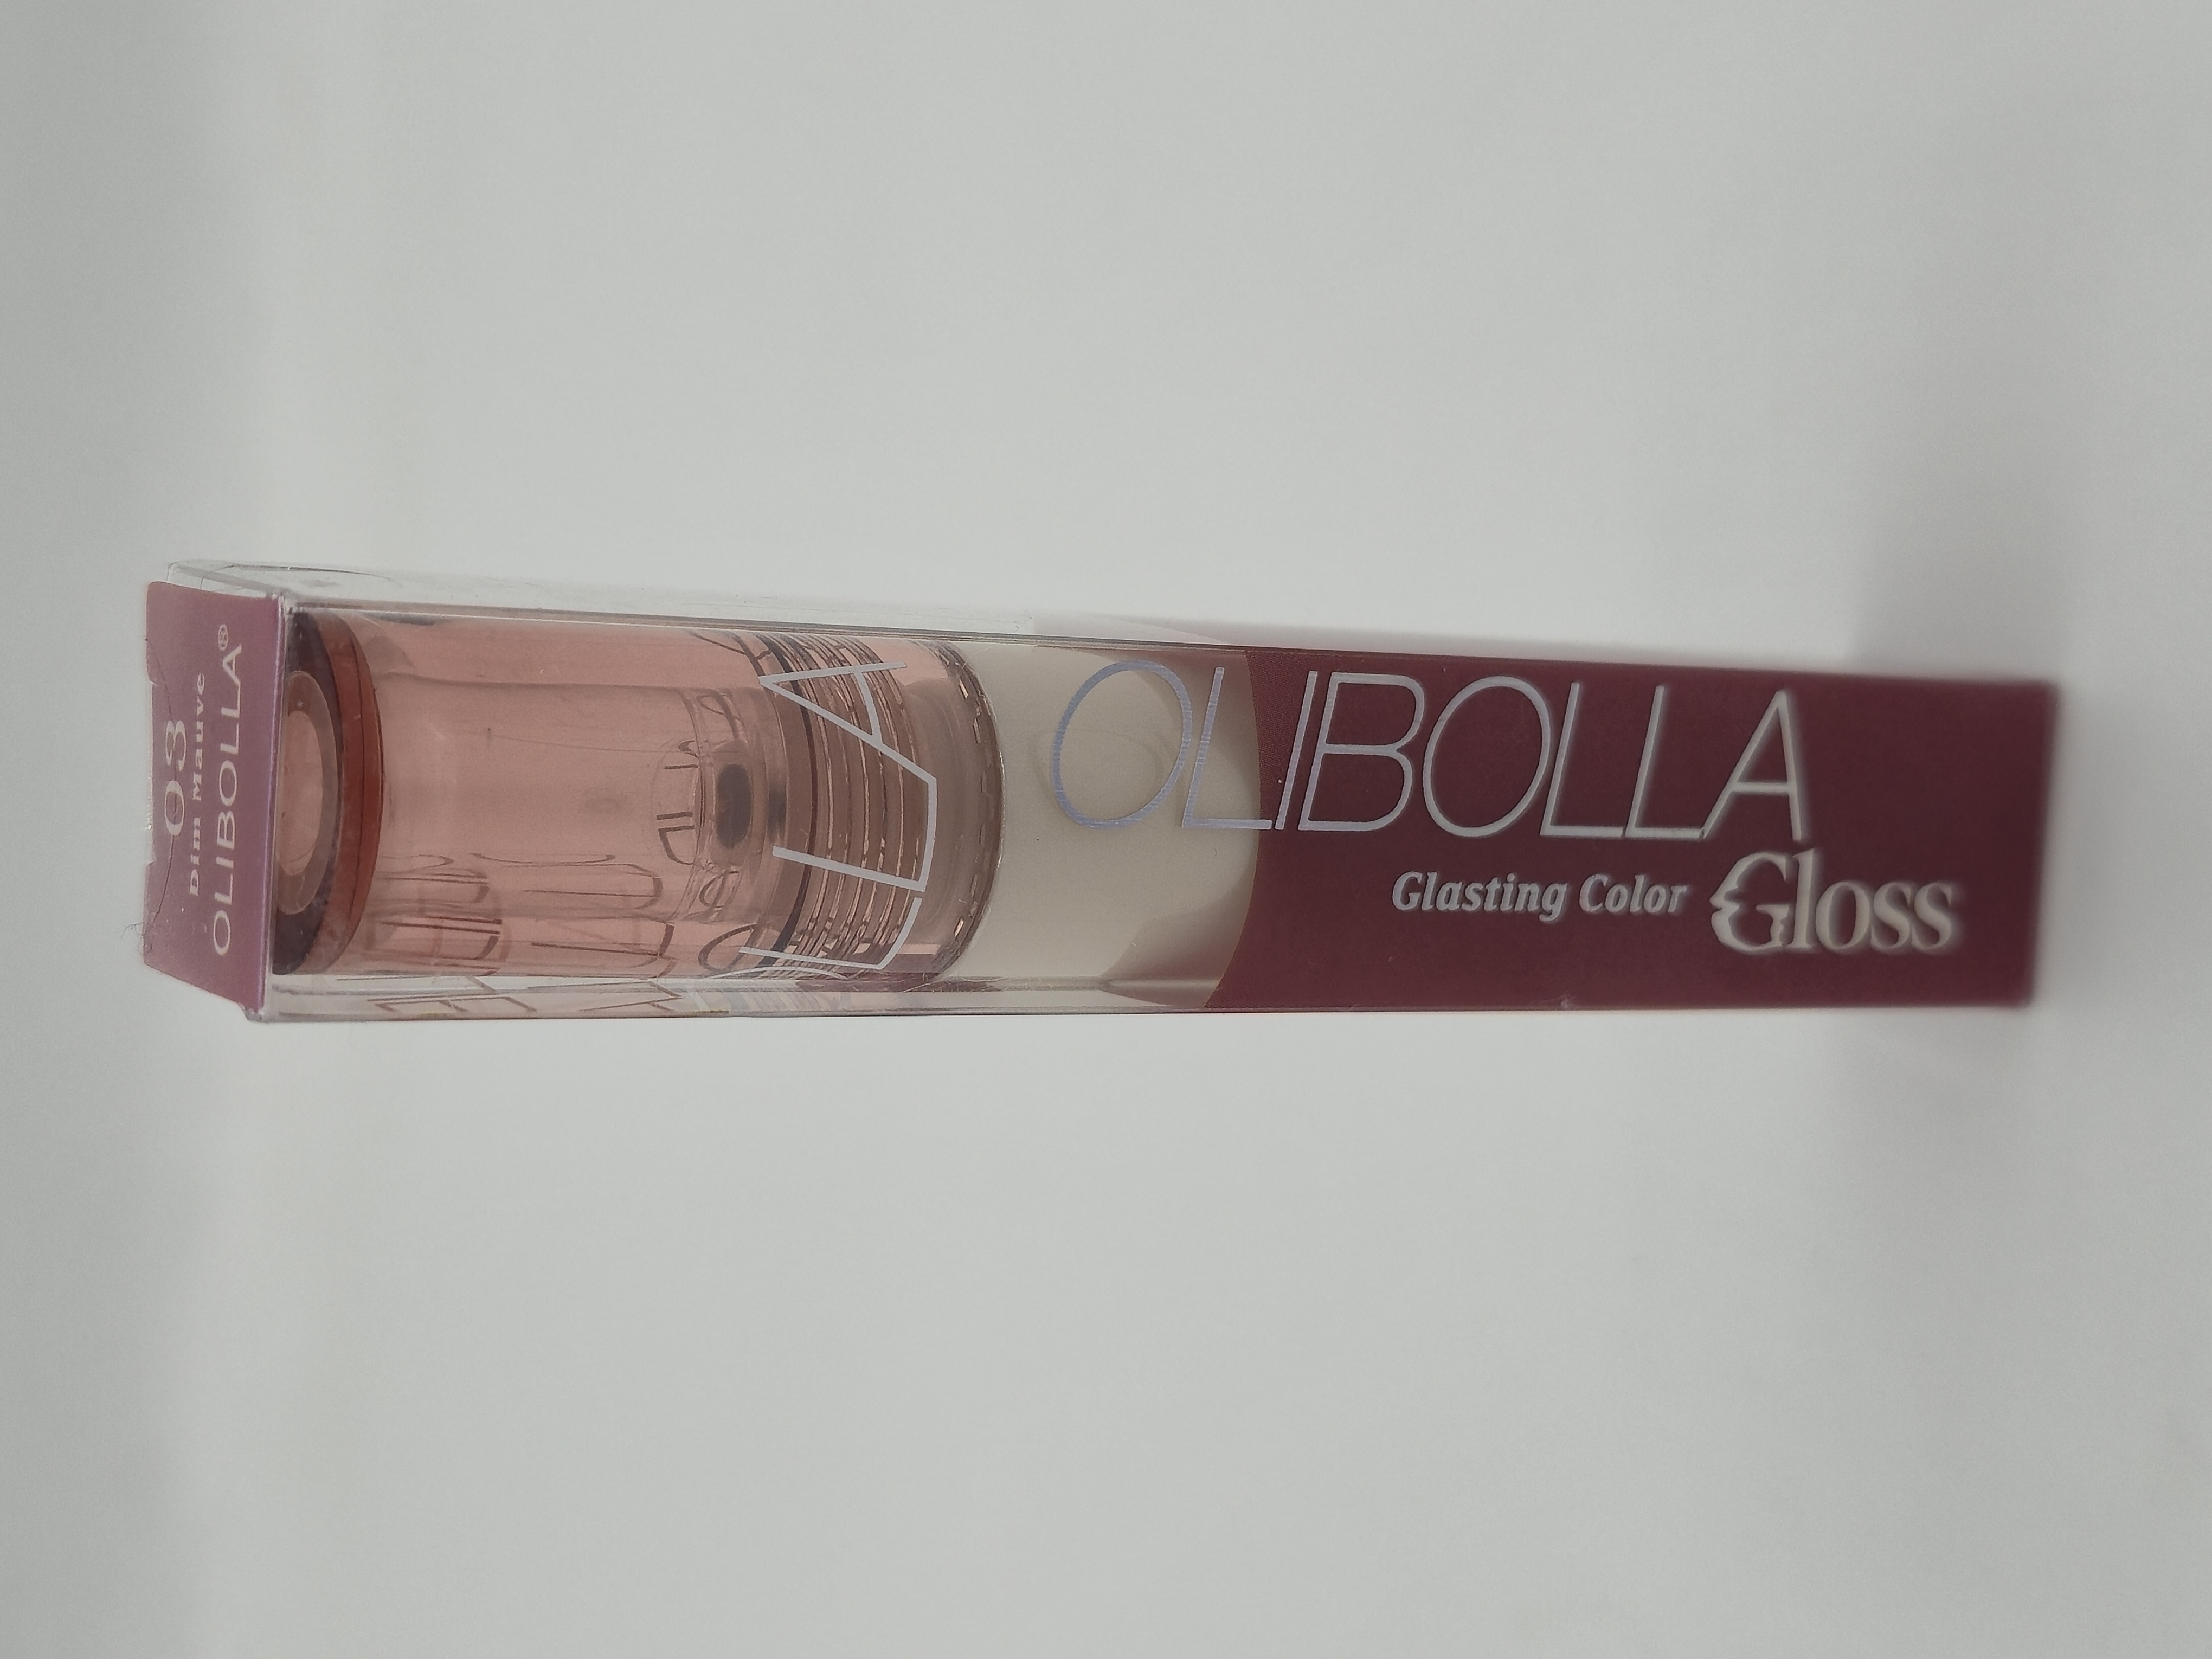 03
Dim Mauve
OLIBOLLA®
OLIBOLLA
Glasting Color
Gloss